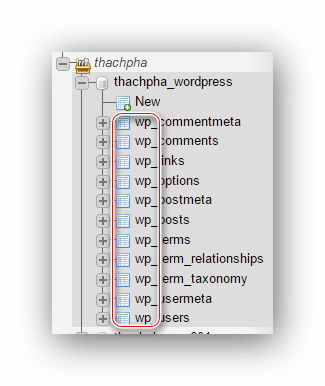 thachpha
thachpha_wordpress
New
wp_commentmeta
wp_comments
wp_links
wp_options
wp_postmeta
wp_posts
wp_terms
wp_term_relationships
wp_term_taxonomy
wp_usermeta
wp_users